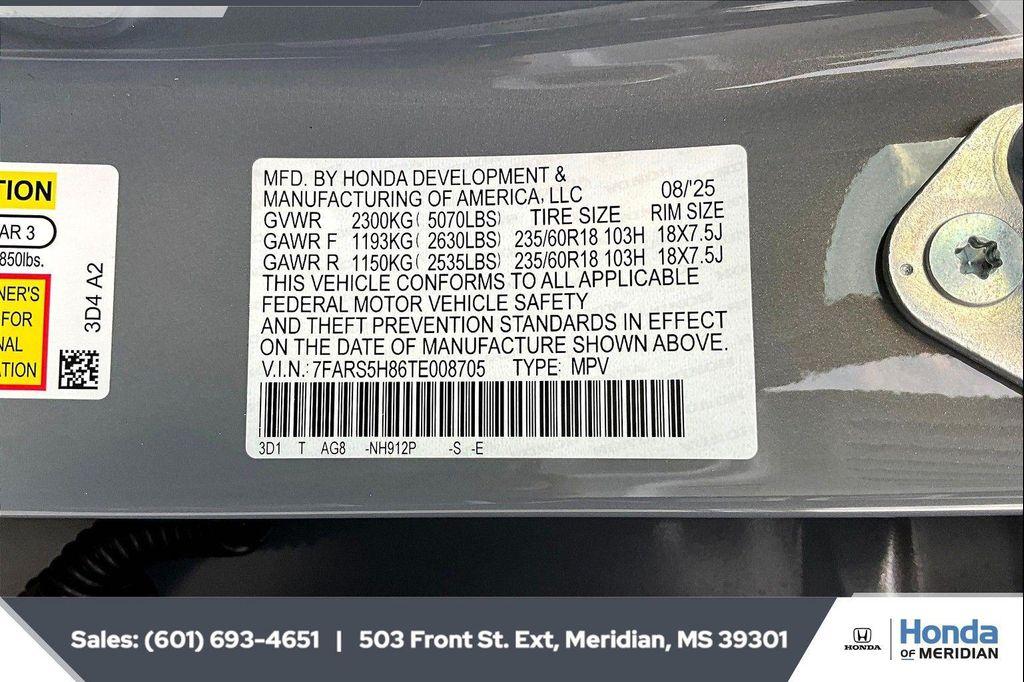 TION
AR 3
850lbs.
NER'S
FOR
NAL
TION
3D4 A2
MFD. BY HONDA DEVELOPMENT &
MANUFACTURING OF AMERICA, LLC 08/'25
GVWR 2300KG( 5070LBS) TIRE SIZE RIM SIZE
GAWR F 1193KG( 2630LBS) 235/60R18 103H 18X7.5J
GAWR R 1150KG( 2535LBS) 235/60R18 103H 18X7.5J
THIS VEHICLE CONFORMS TO ALL APPLICABLE
FEDERAL MOTOR VEHICLE SAFETY
AND THEFT PREVENTION STANDARDS IN EFFECT
ON THE DATE OF MANUFACTURE SHOWN ABOVE.
V.I.N.: 7FARS5H86TE008705 TYPE: MPV
3D1 T AG8 -NH912P -S -E
Sales: (601) 693-4651 | 503 Front St. Ext, Meridian, MS 39301
HONDA
Honda
OF MERIDIAN